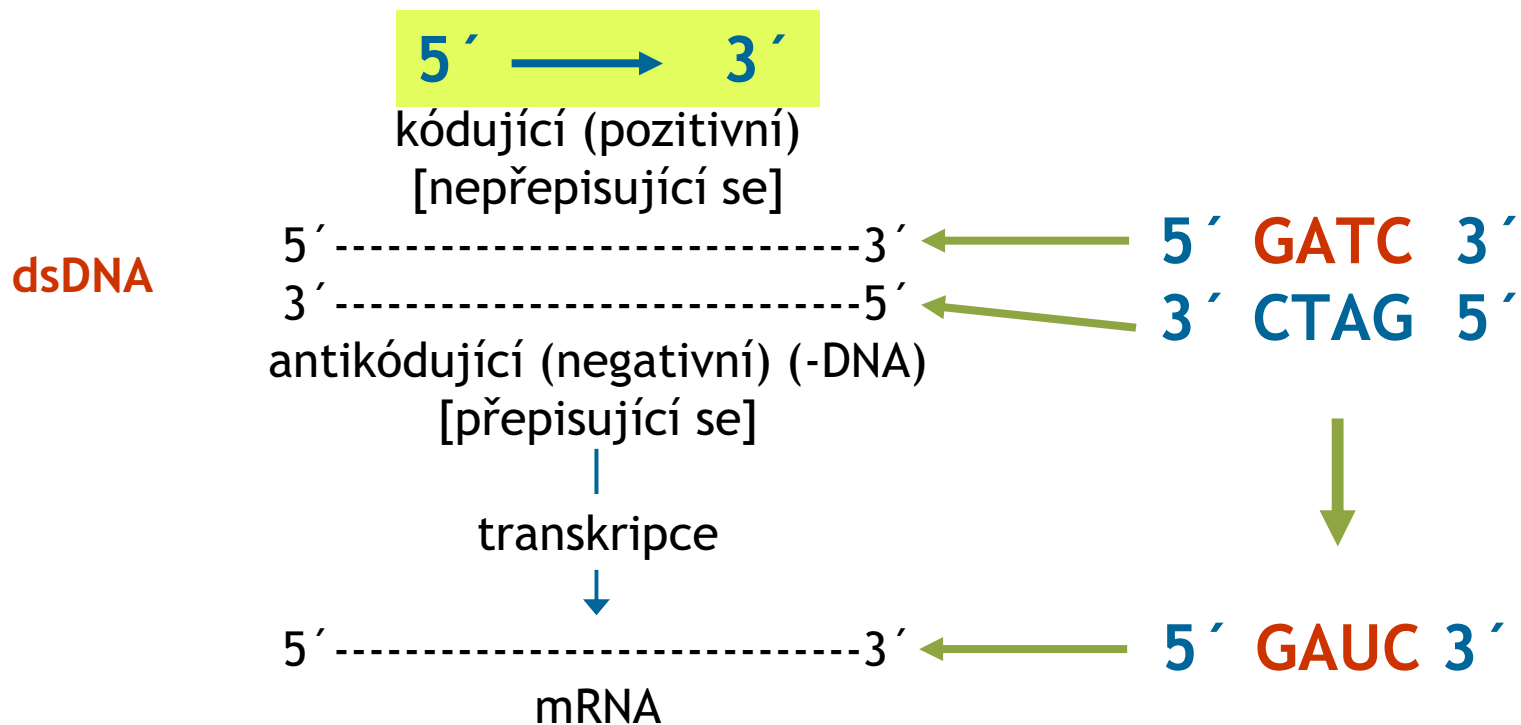 5´ 3´
kódující (pozitivní)
[nepřepisující se]
5´------------------------------3´ 5´ GATC 3´
dsDNA
3´------------------------------5´ 3´ CTAG 5´
antikódující (negativní) (-DNA)
[přepisující se]
transkripce
5´------------------------------3´ 5´ GAUC 3´
mRNA